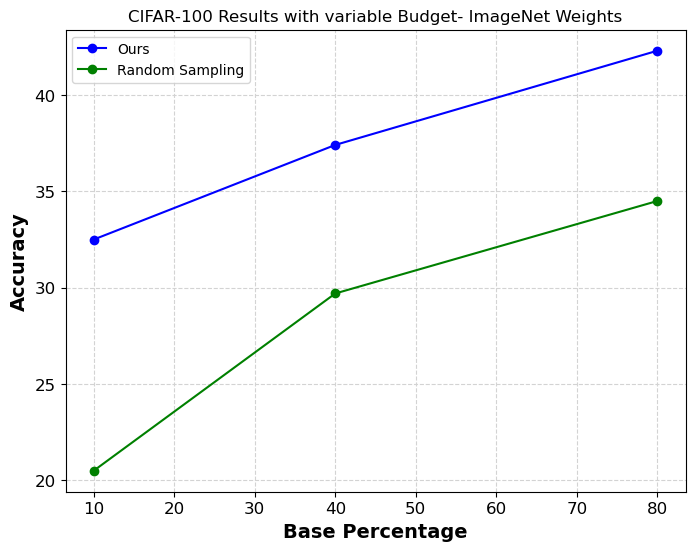 CIFAR-100 Results with variable Budget- ImageNet Weights
Ours
Random Sampling
40
35
30
25
20
Accuracy
10 20 30 40 50 60 70 80
Base Percentage